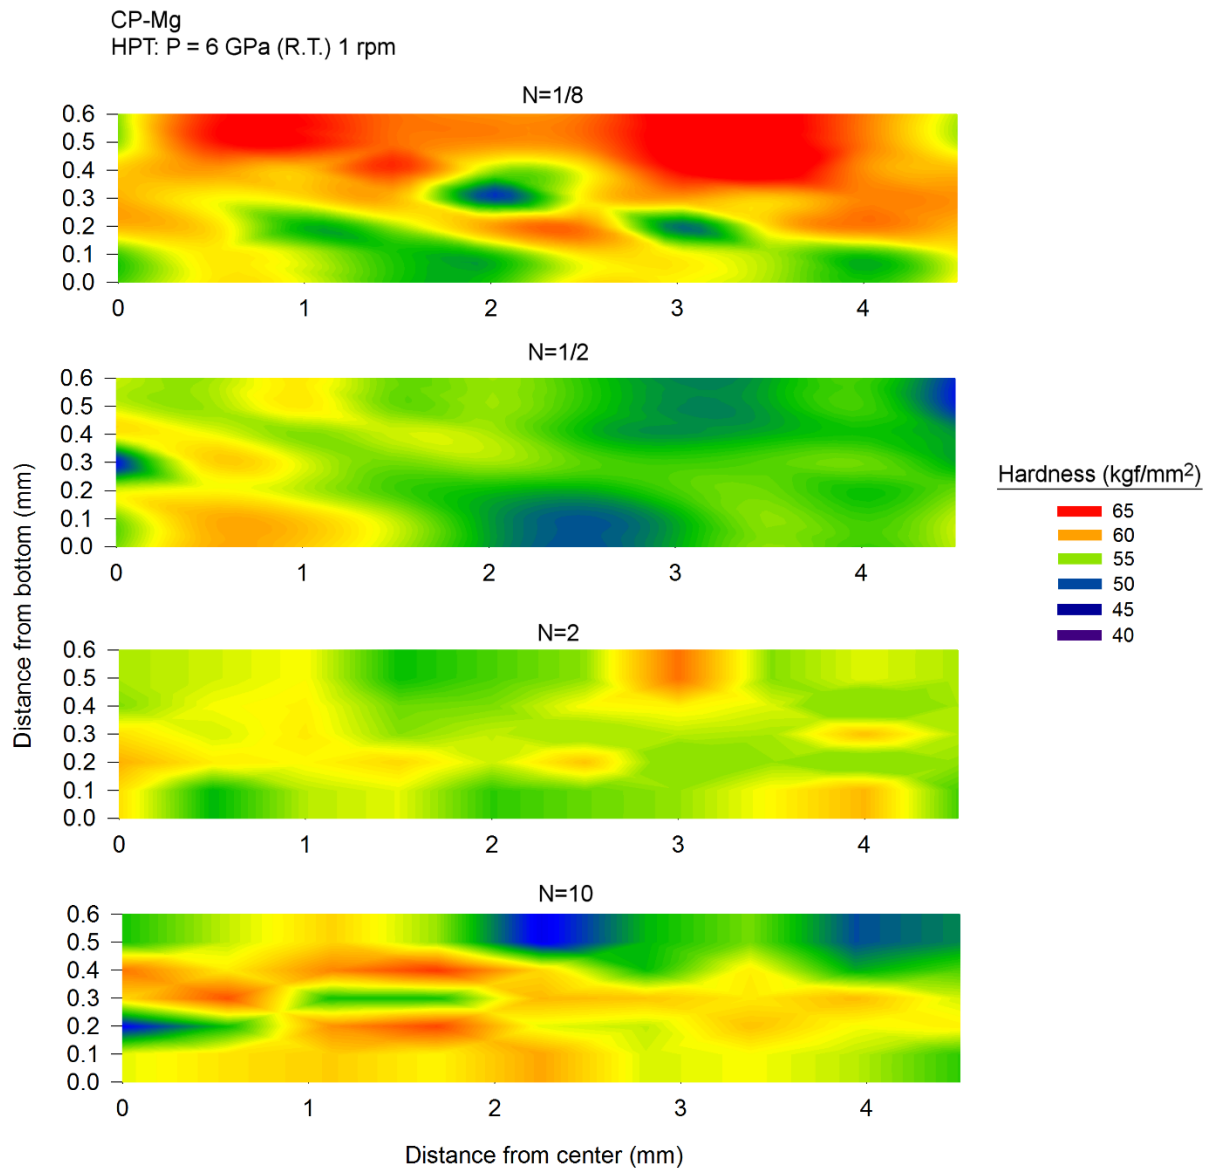 CP-Mg
HPT: P = 6 GPa (R.T.) 1 rpm
N=1/8
0.6
0.5
0.4
0.3
0.2
0.1
0.0
0 1 2 3 4
N=1/2
0.6
0.5
0.4
0.3
0.2
0.1
0.0
0 1 2 3 4
N=2
0.6
0.5
0.4
0.3
0.2
0.1
0.0
0 1 2 3 4
N=10
0.6
0.5
0.4
0.3
0.2
0.1
0.0
0 1 2 3 4
Distance from bottom (mm)
Distance from center (mm)
Hardness (kgf/mm²)
65
60
55
50
45
40